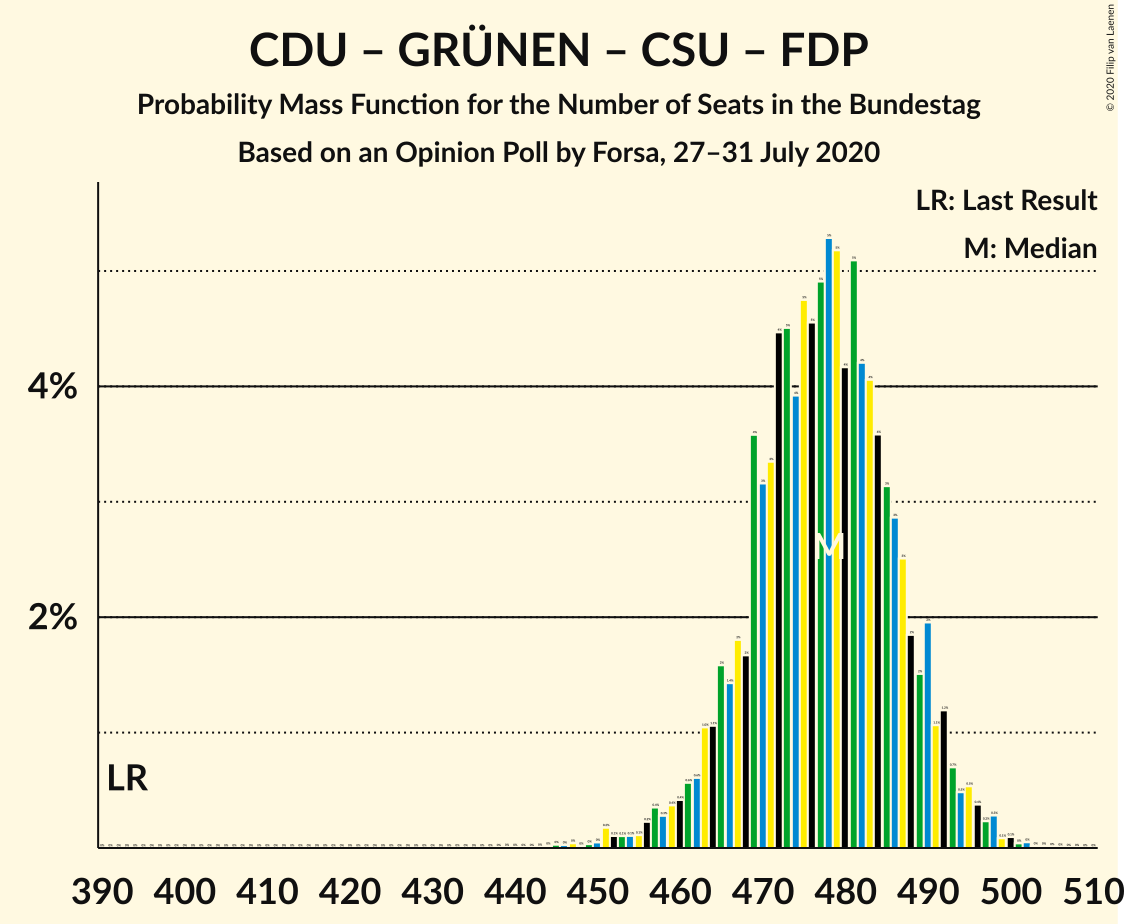 CDU – GRÜNEN – CSU – FDP
Probability Mass Function for the Number of Seats in the Bundestag
Based on an Opinion Poll by Forsa, 27–31 July 2020
© 2020 Filip van Laenen
LR: Last Result
M: Median
4%
2%
M
LR
390 400 410 420 430 440 450 460 470 480 490 500 510